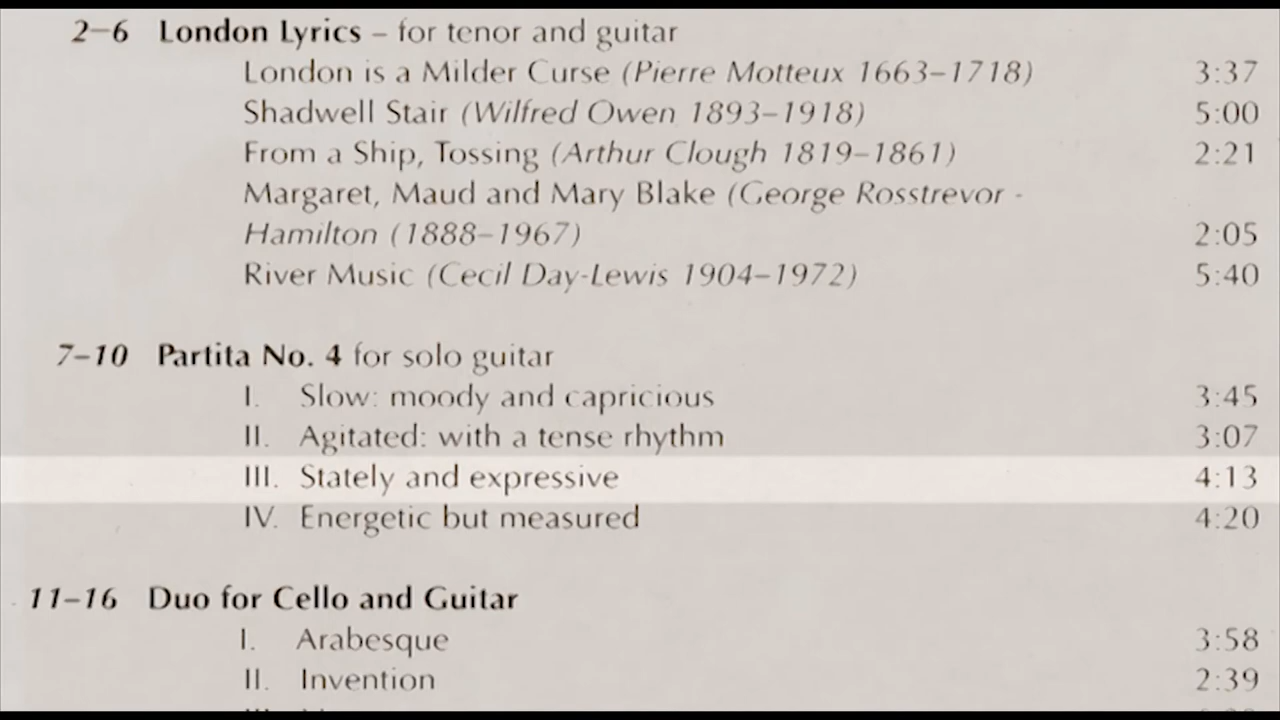 2–6 London Lyrics – for tenor and guitar
London is a Milder Curse (Pierre Motteux 1663–1718) 3:37
Shadwell Stair (Wilfred Owen 1893–1918) 5:00
From a Ship, Tossing (Arthur Clough 1819–1861) 2:21
Margaret, Maud and Mary Blake (George Rosstrevor -
Hamilton (1888–1967) 2:05
River Music (Cecil Day-Lewis 1904–1972) 5:40
7–10 Partita No. 4 for solo guitar
I. Slow: moody and capricious 3:45
II. Agitated: with a tense rhythm 3:07
III. Stately and expressive 4:13
IV. Energetic but measured 4:20
11–16 Duo for Cello and Guitar
I. Arabesque 3:58
II. Invention 2:39